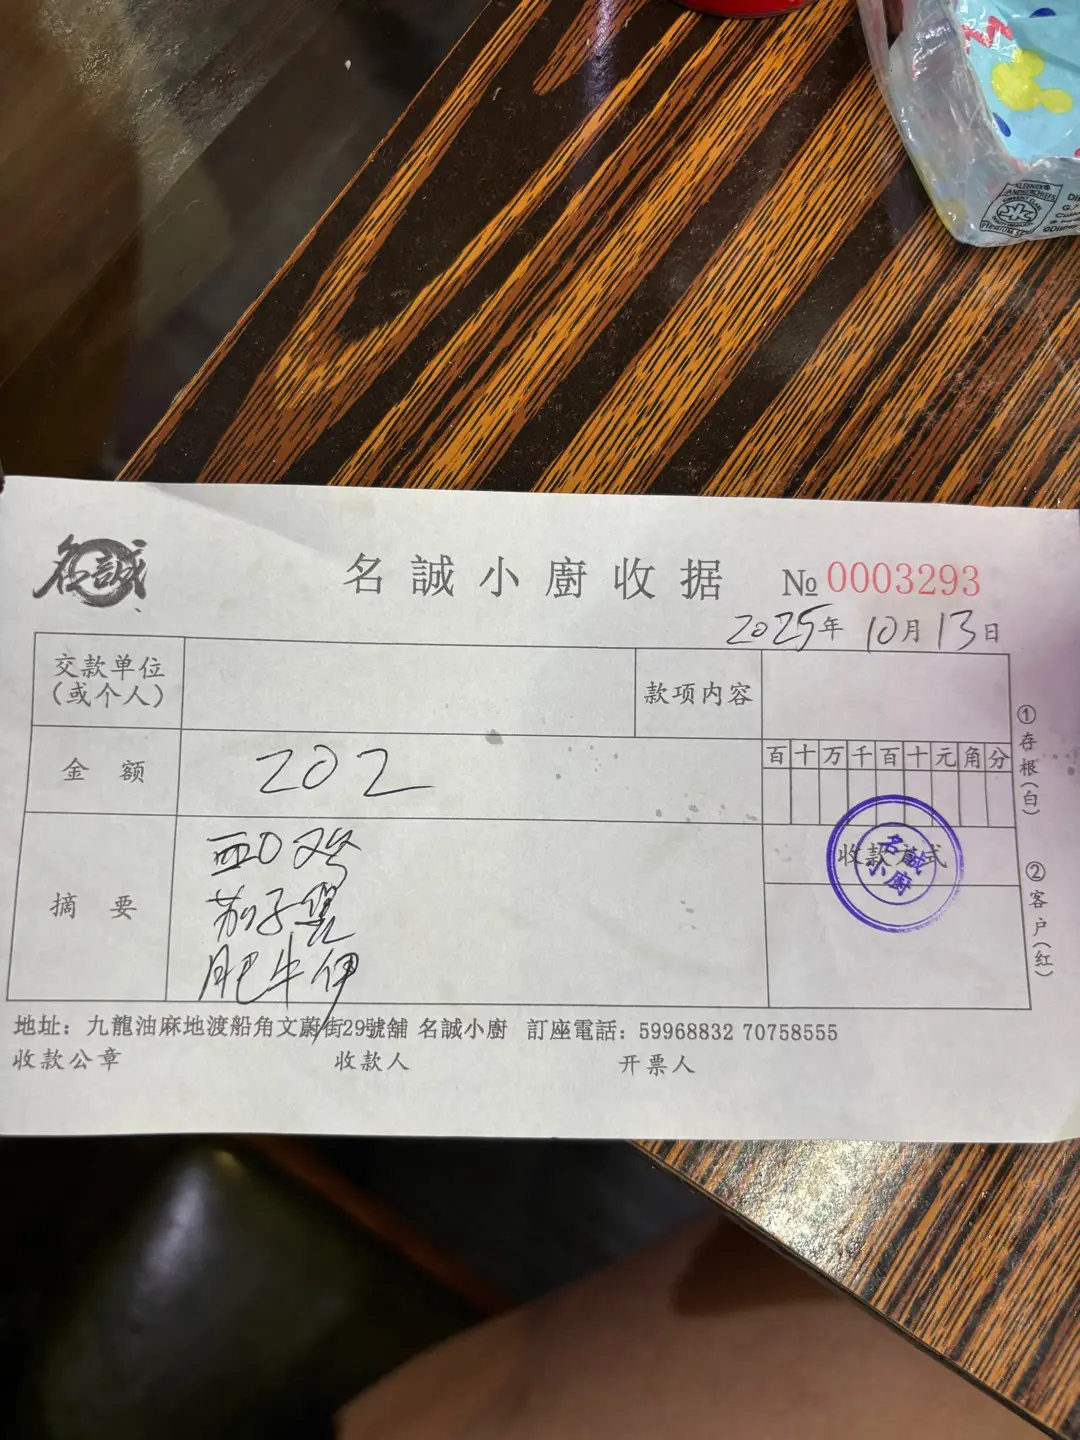 KLEENEX®
名誠
名誠小廚收据 № 0003293
2025年 10月 13日
交款单位
(或个人)
款项内容
金额 202
百十万千百十元角分
摘要
茄子煲
肥牛伊
收款方式
名誠
小廚
①存根(白)
②客户(红)
地址：九龍油麻地渡船角文蔚街29號舖 名誠小廚 訂座電話：59968832 70758555
收款公章 收款人 开票人